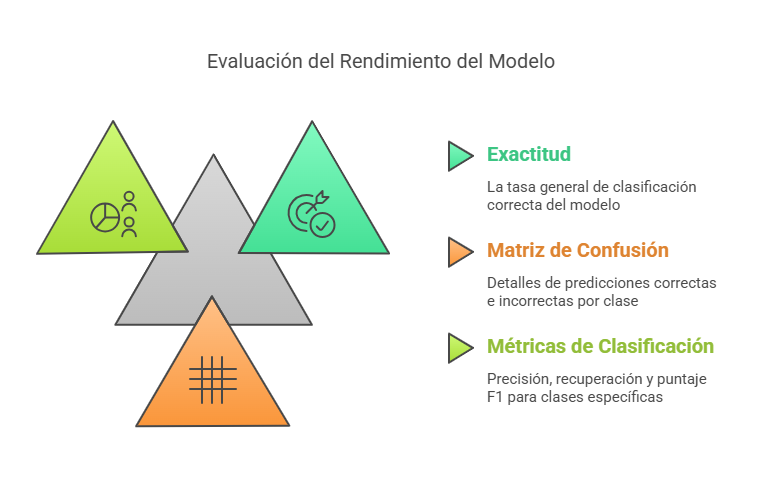 Evaluación del Rendimiento del Modelo
Exactitud
La tasa general de clasificación
correcta del modelo
Matriz de Confusión
Detalles de predicciones correctas
e incorrectas por clase
Métricas de Clasificación
Precisión, recuperación y puntaje
F1 para clases específicas